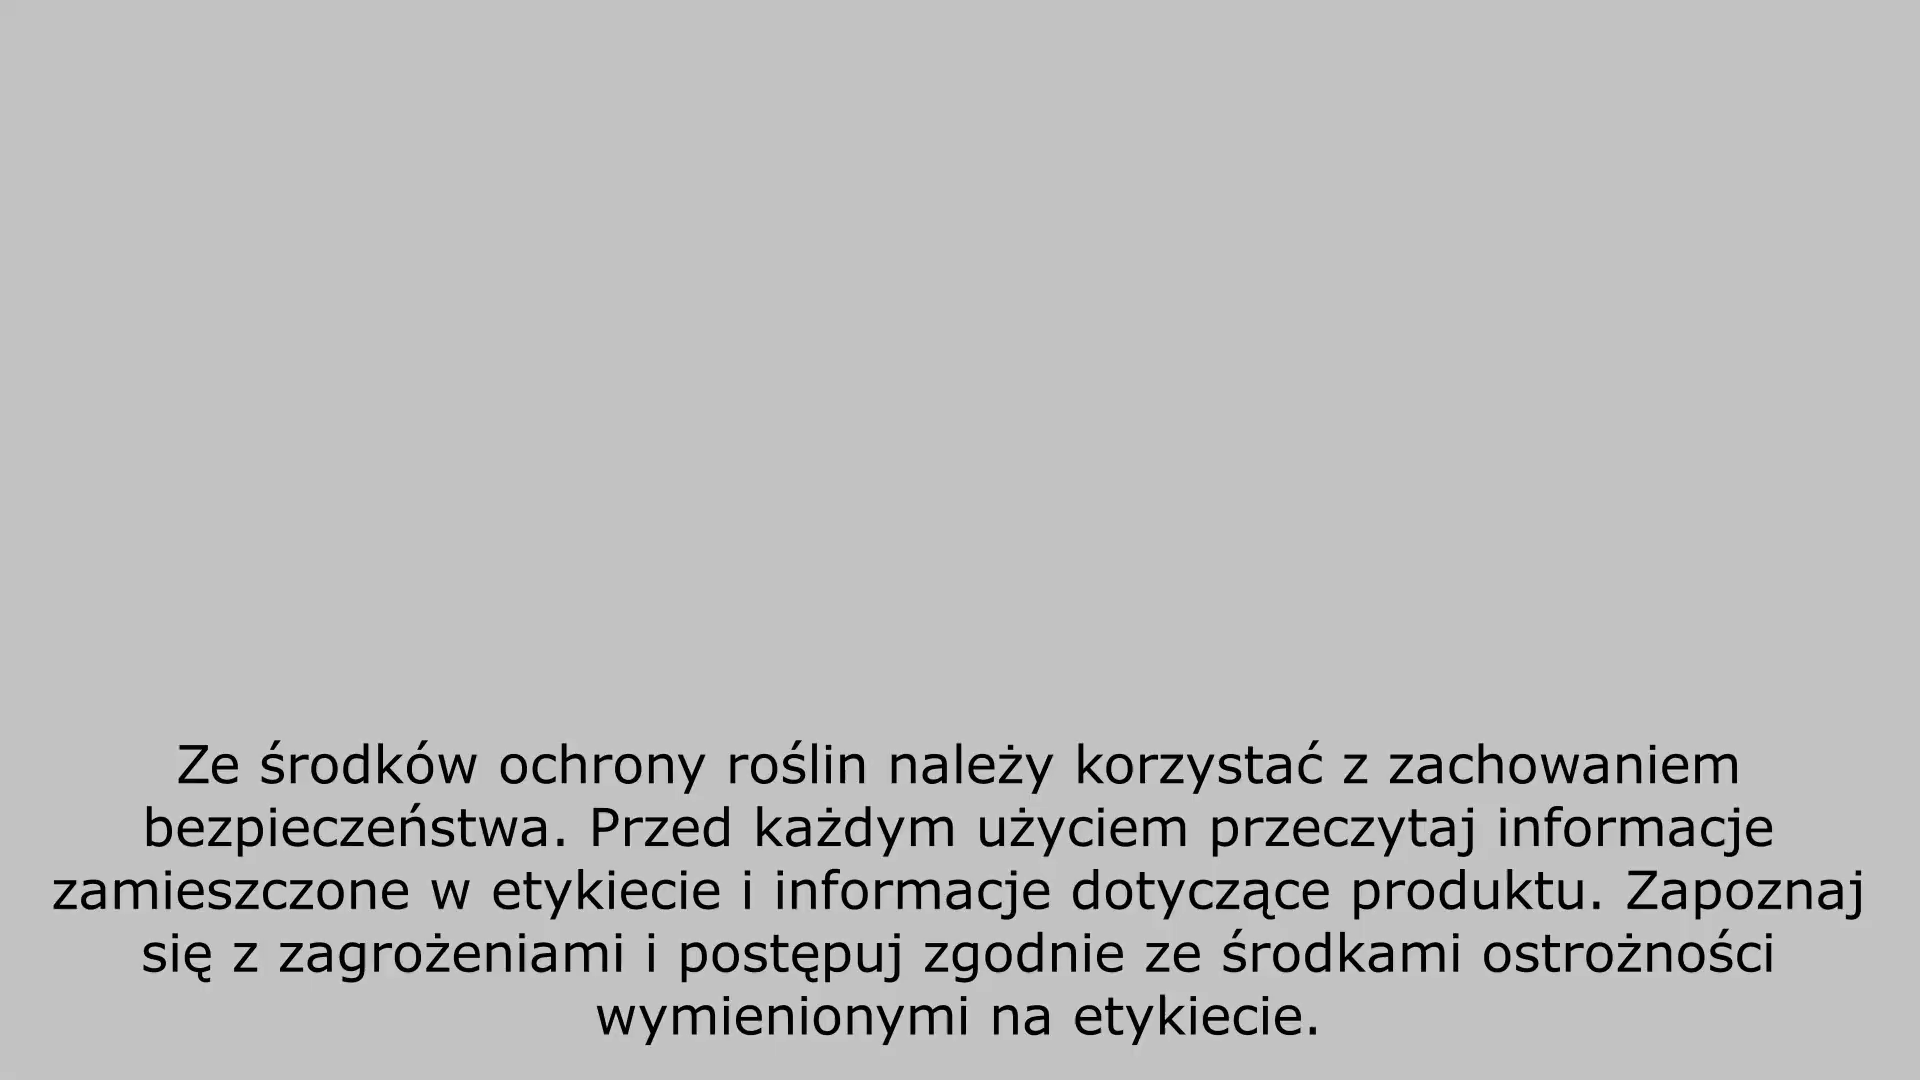 Ze środków ochrony roślin należy korzystać z zachowaniem
bezpieczeństwa. Przed każdym użyciem przeczytaj informacje
zamieszczone w etykiecie i informacje dotyczące produktu. Zapoznaj
się z zagrożeniami i postępuj zgodnie ze środkami ostrożności
wymienionymi na etykiecie.